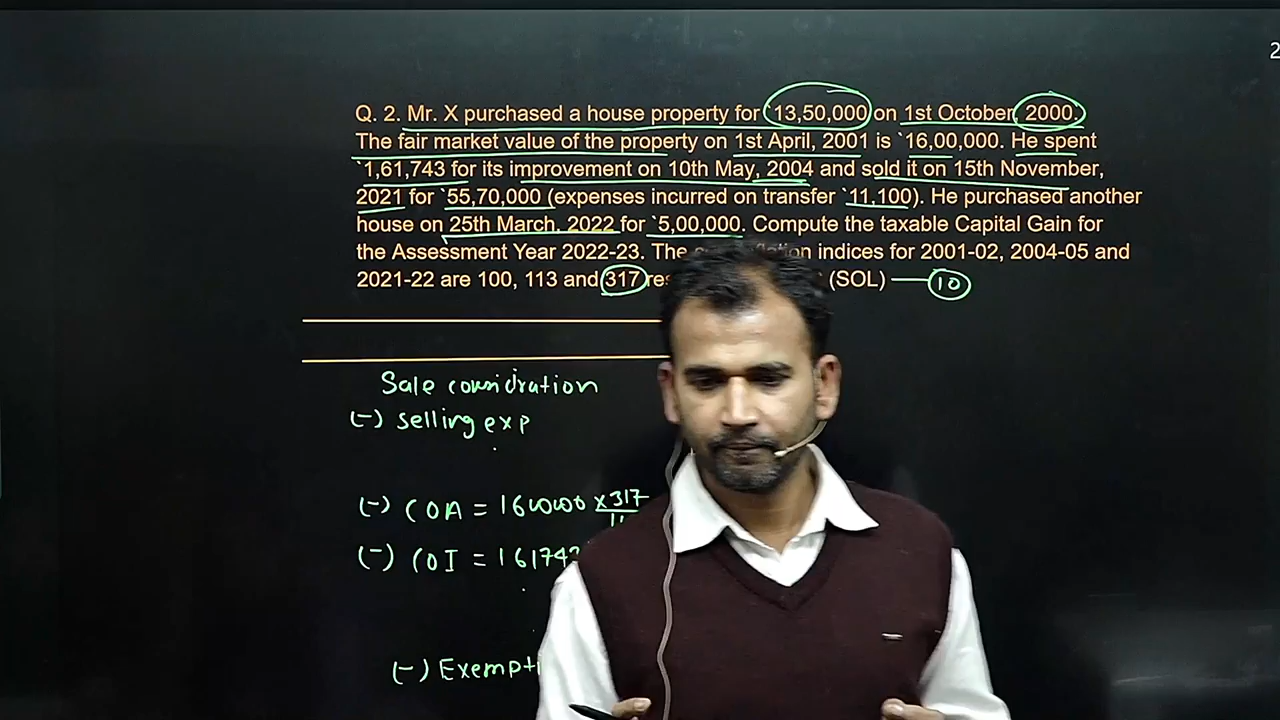 2
Q. 2. Mr. X purchased a house property for `13,50,000 on 1st October, 2000.
The fair market value of the property on 1st April, 2001 is `16,00,000. He spent
`1,61,743 for its improvement on 10th May, 2004 and sold it on 15th November,
2021 for `55,70,000 (expenses incurred on transfer `11,100). He purchased another
house on 25th March. 2022 for `5,00,000. Compute the taxable Capital Gain for
the Assessment Year 2022-23. The indices for 2001-02, 2004-05 and
2021-22 are 100, 113 and 317 (SOL) — 10
Sale considration
(-) selling exp
(-) COA = 1600000 × 317
(-) COI = 161743
(-) Exempti